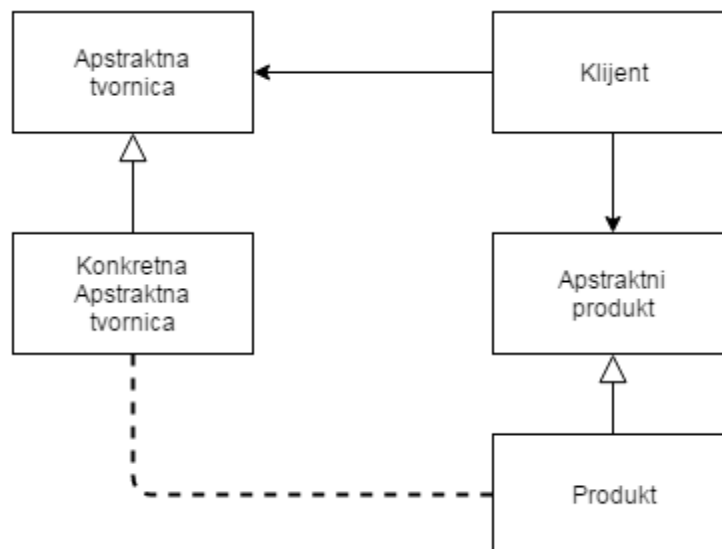 Apstraktna
tvornica
Klijent
Konkretna
Apstraktna
tvornica
Apstraktni
produkt
Produkt